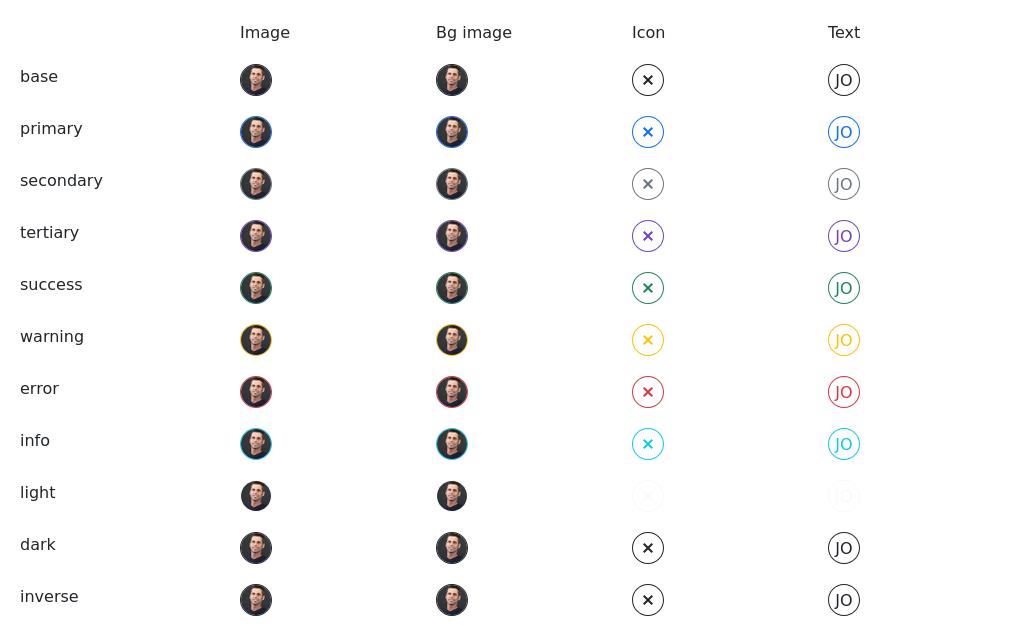 Image Bg image Icon Text
base JO
primary JO
secondary JO
tertiary JO
success JO
warning JO
error JO
info JO
light JO
dark JO
inverse JO